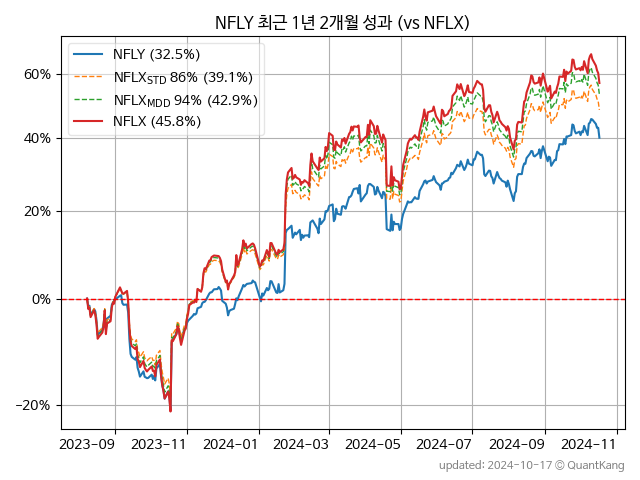 NFLY 최근 1년 2개월 성과 (vs NFLX)
NFLY (32.5%)
NFLX_STD 86% (39.1%)
NFLX_MDD 94% (42.9%)
NFLX (45.8%)
60%
40%
20%
0%
−20%
2023-09 2023-11 2024-01 2024-03 2024-05 2024-07 2024-09 2024-11
updated: 2024-10-17 © QuantKang